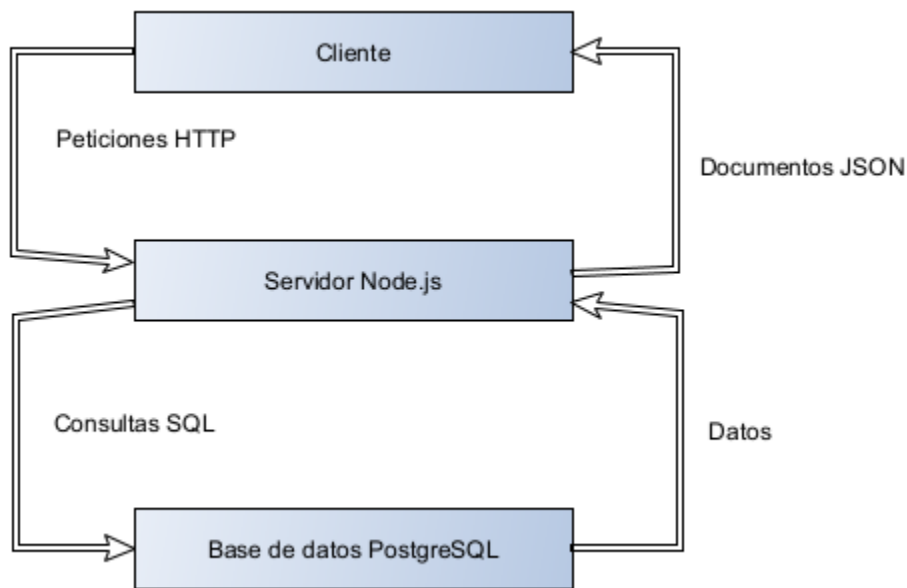 Cliente
Peticiones HTTP
Documentos JSON
Servidor Node.js
Consultas SQL
Datos
Base de datos PostgreSQL